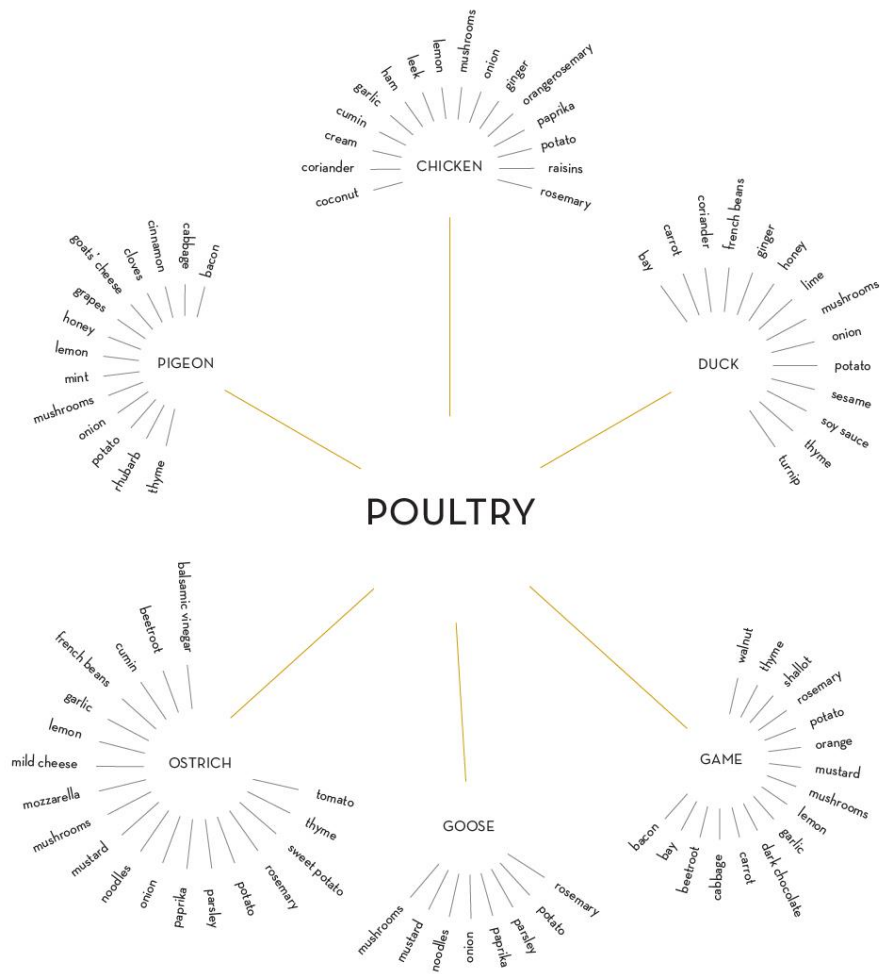 CHICKEN
coconut
coriander
cream
cumin
garlic
ham
leek
lemon
mushrooms
onion
ginger
orangerosemary
paprika
potato
raisins
rosemary
PIGEON
bacon
cabbage
cinnamon
cloves
goats' cheese
grapes
honey
lemon
mint
mushrooms
onion
potato
rhubarb
thyme
DUCK
bay
carrot
coriander
french beans
ginger
honey
lime
mushrooms
onion
potato
sesame
soy sauce
thyme
turnip
POULTRY
OSTRICH
balsamic vinegar
beetroot
cumin
french beans
garlic
lemon
mild cheese
mozzarella
mushrooms
mustard
noodles
onion
paprika
parsley
potato
rosemary
sweet potato
thyme
tomato
GOOSE
mushrooms
mustard
noodles
onion
paprika
parsley
potato
rosemary
GAME
walnut
thyme
shallot
rosemary
potato
orange
mustard
mushrooms
lemon
garlic
dark chocolate
carrot
cabbage
beetroot
bay
bacon